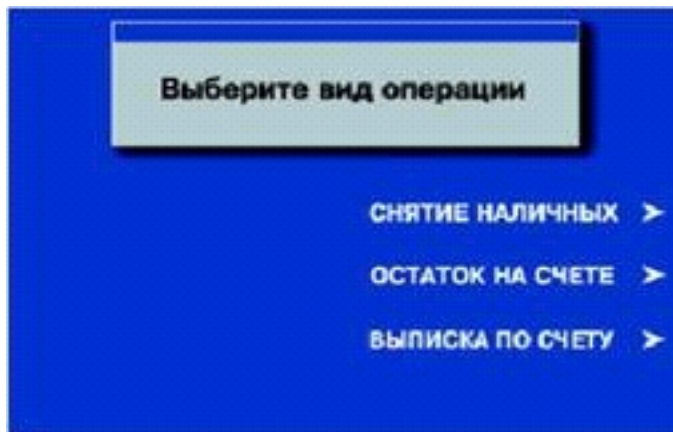 Выберите вид операции
СНЯТИЕ НАЛИЧНЫХ
ОСТАТОК НА СЧЕТЕ
ВЫПИСКА ПО СЧЕТУ